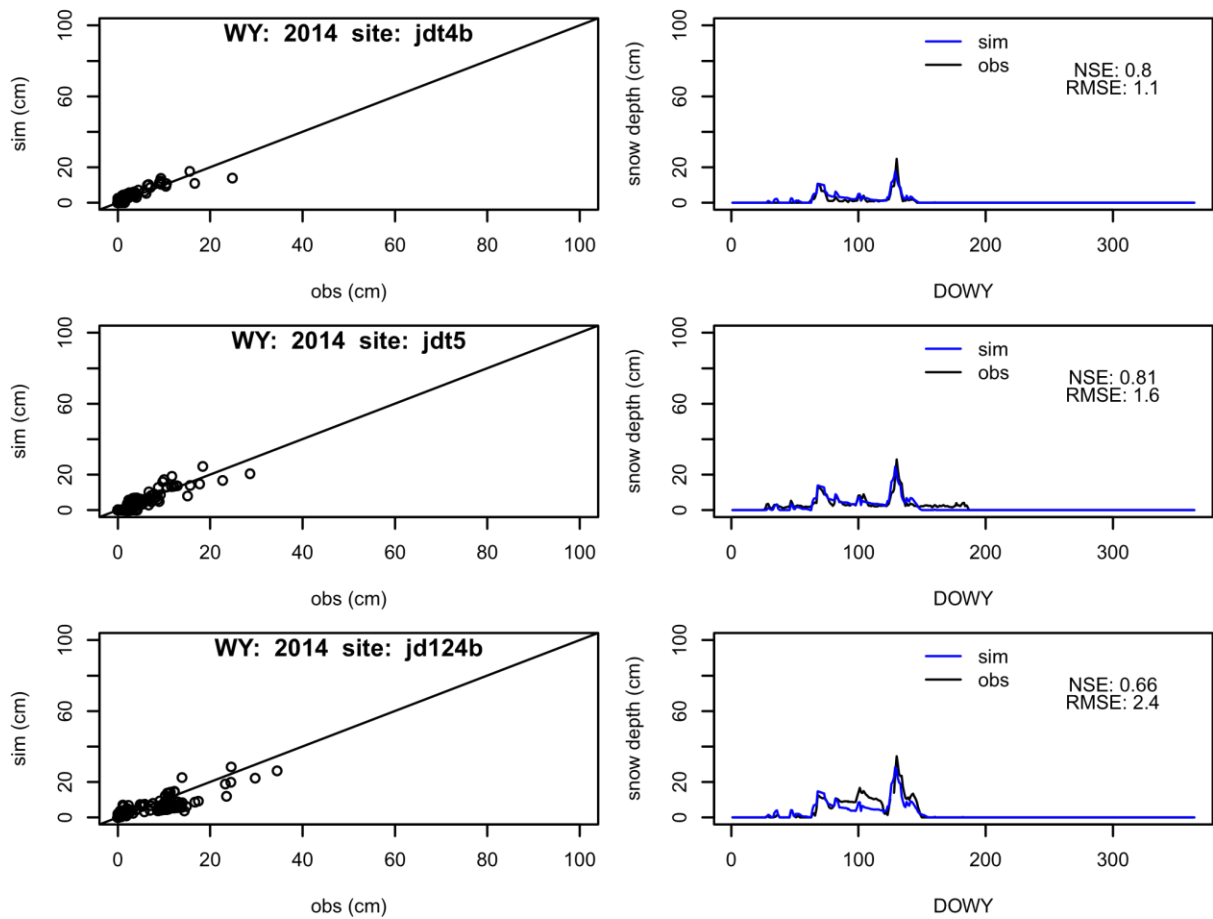 WY: 2014 site: jdt4b
sim (cm)
0 20 60 100
0 20 40 60 80 100
obs (cm)
sim
obs
NSE: 0.8
RMSE: 1.1
snow depth (cm)
0 20 60 100
0 100 200 300
DOWY
WY: 2014 site: jdt5
sim (cm)
0 20 60 100
0 20 40 60 80 100
obs (cm)
sim
obs
NSE: 0.81
RMSE: 1.6
snow depth (cm)
0 20 60 100
0 100 200 300
DOWY
WY: 2014 site: jd124b
sim (cm)
0 20 60 100
0 20 40 60 80 100
obs (cm)
sim
obs
NSE: 0.66
RMSE: 2.4
snow depth (cm)
0 20 60 100
0 100 200 300
DOWY